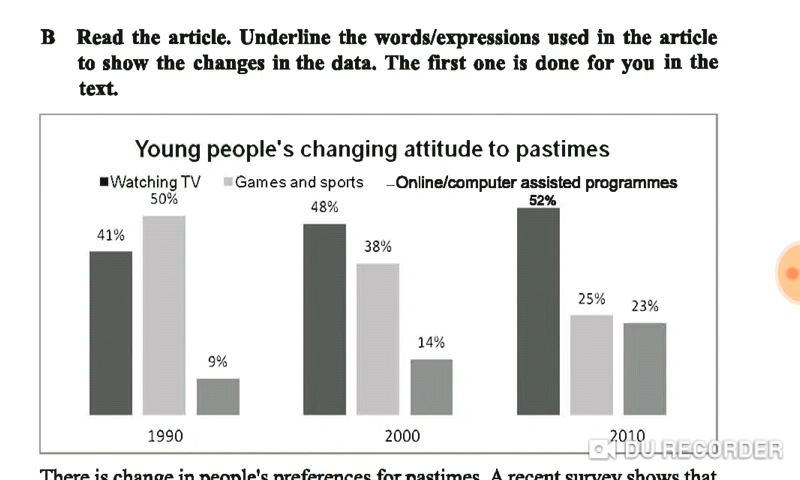 B Read the article. Underline the words/expressions used in the article
to show the changes in the data. The first one is done for you in the
text.
Young people's changing attitude to pastimes
Watching TV Games and sports Online/computer assisted programmes
41% 50% 9% 48% 38% 14% 52% 25% 23%
1990 2000 2010
DU RECORDER
There is change in people's preferences for pastimes. A recent survey shows that